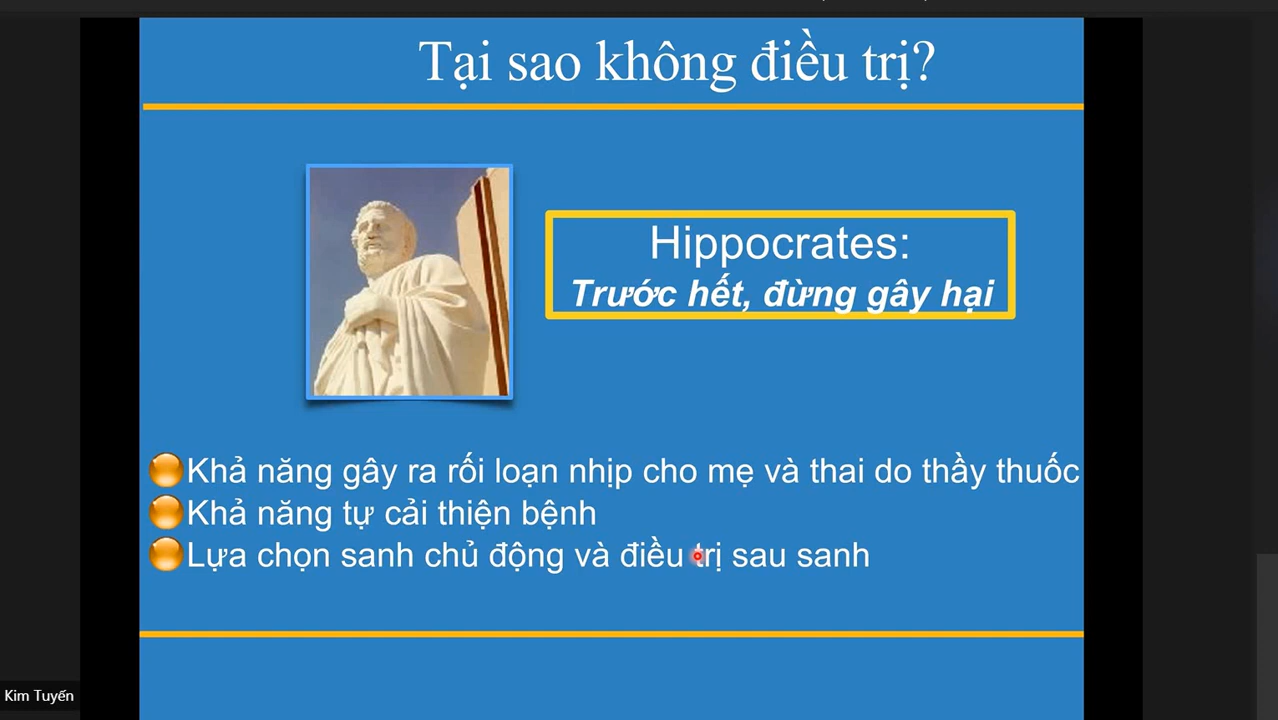 Tại sao không điều trị?
Hippocrates:
Trước hết, đừng gây hại
Khả năng gây ra rối loạn nhịp cho mẹ và thai do thầy thuốc
Khả năng tự cải thiện bệnh
Lựa chọn sanh chủ động và điều trị sau sanh
Kim Tuyến